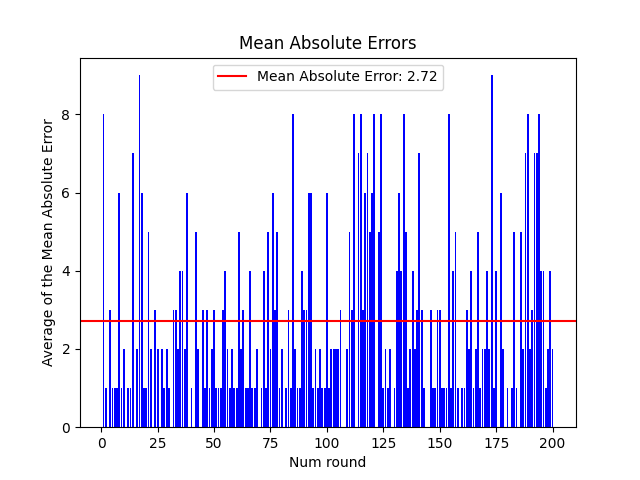 Mean Absolute Errors
Mean Absolute Error: 2.72
Average of the Mean Absolute Error
8
6
4
2
0
0 25 50 75 100 125 150 175 200
Num round